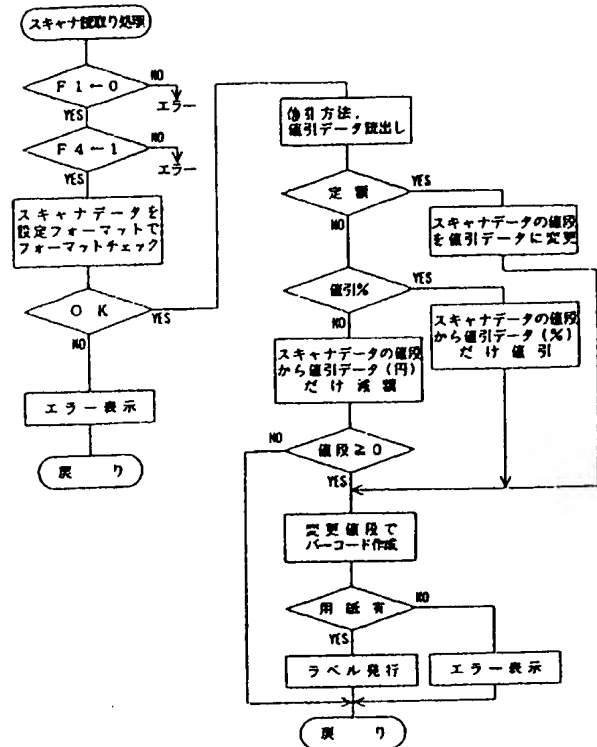 スキャナ読取り処理
F1←0
NO
エラー
YES
F4←1
NO
エラー
YES
スキャナデータを
設定フォーマットで
フォーマットチェック
OK
YES
NO
エラー表示
戻り
値引方法,
値引データ読出し
定額
YES
NO
スキャナデータの値段
を値引データに変更
値引%
YES
NO
スキャナデータの値段
から値引データ(%)
だけ値引
スキャナデータの値段
から値引データ(円)
だけ減額
値段≧0
NO
YES
変更値段で
バーコード作成
用紙有
NO
YES
ラベル発行
エラー表示
戻り